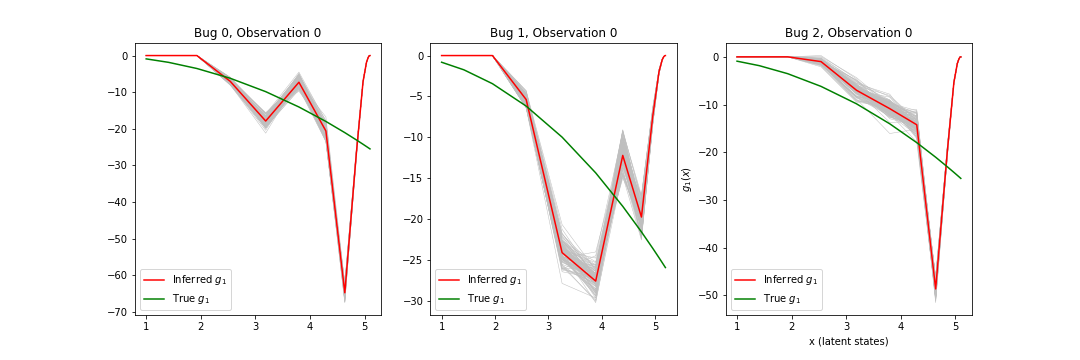 Bug 0, Observation 0
0
−10
−20
−30
−40
−50
−60
−70
1 2 3 4 5
Inferred g₁
True g₁
Bug 1, Observation 0
0
−5
−10
−15
−20
−25
−30
1 2 3 4 5
Inferred g₁
True g₁
Bug 2, Observation 0
g₁(x)
0
−10
−20
−30
−40
−50
1 2 3 4 5
x (latent states)
Inferred g₁
True g₁